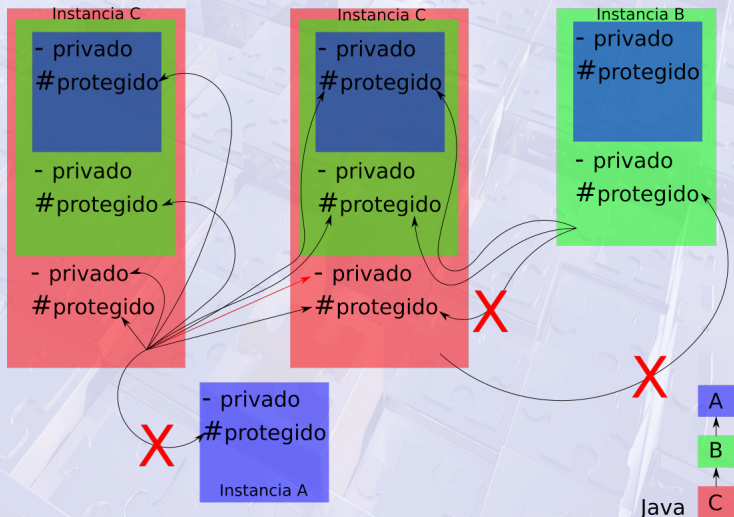 Instancia C
- privado
#protegido
- privado
#protegido
- privado
#protegido
Instancia C
- privado
#protegido
- privado
#protegido
- privado
#protegido
Instancia B
- privado
#protegido
- privado
#protegido
X
X
X
- privado
#protegido
Instancia A
A
B
C
Java